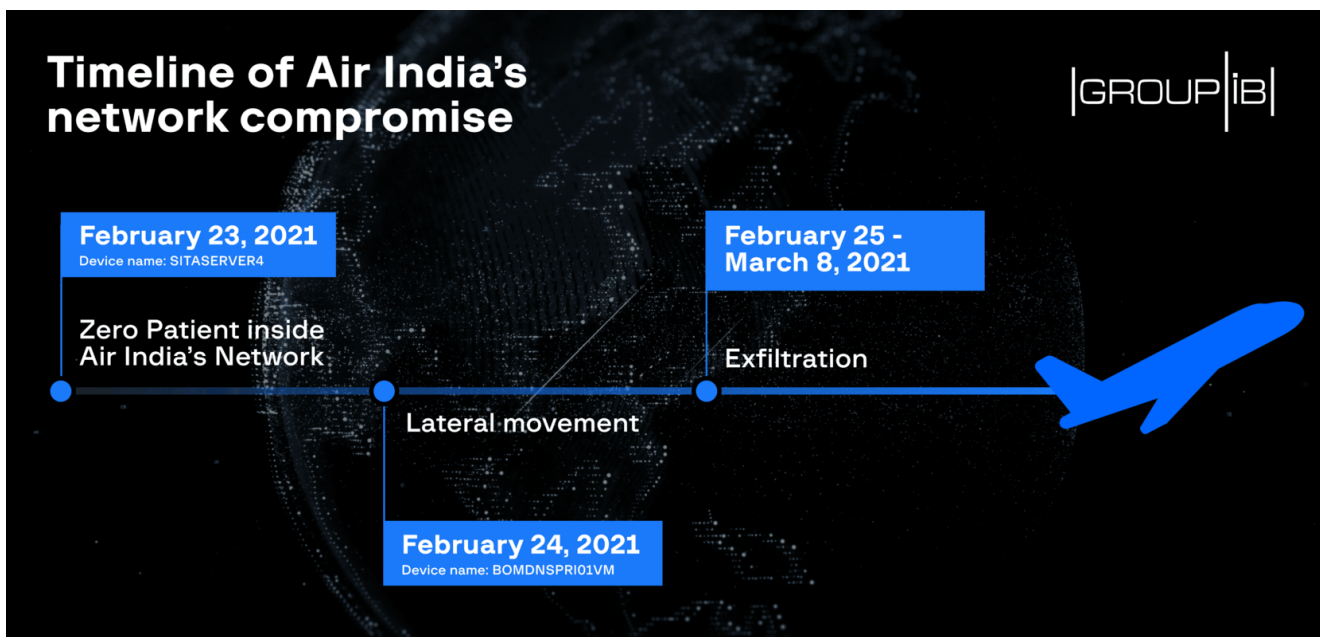 Timeline of Air India's
network compromise
GROUP iB
February 23, 2021
Device name: SITASERVER4
Zero Patient inside
Air India's Network
Lateral movement
February 24, 2021
Device name: BOMDNSPRI01VM
February 25 -
March 8, 2021
Exfiltration